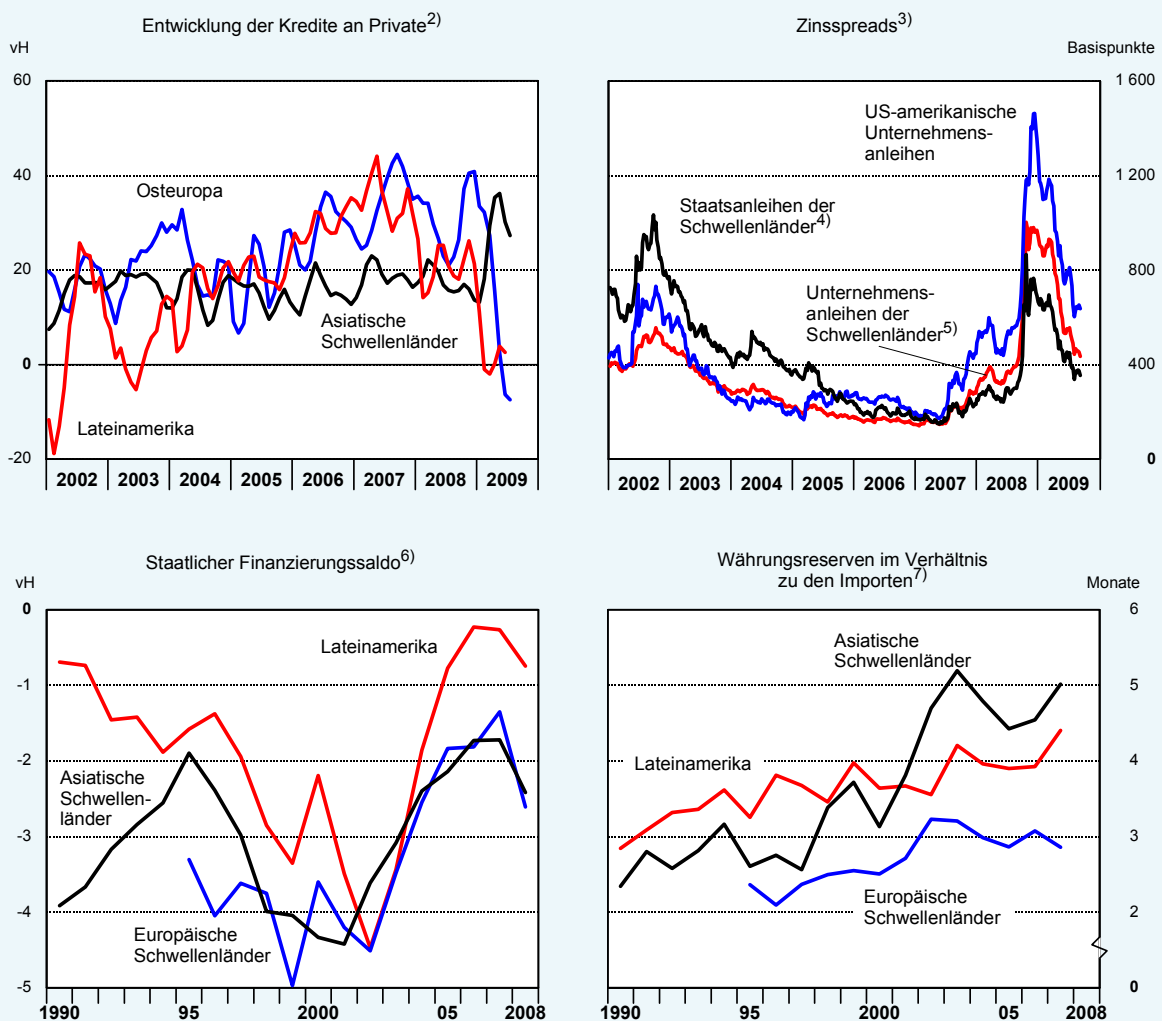 Entwicklung der Kredite an Private2)
vH
60
40
20
0
-20
Osteuropa
Asiatische
Schwellenländer
Lateinamerika
2002 2003 2004 2005 2006 2007 2008 2009
Zinsspreads3)
Basispunkte
1 600
1 200
800
400
0
US-amerikanische
Unternehmens-
anleihen
Staatsanleihen der
Schwellenländer4)
Unternehmens-
anleihen der
Schwellenländer5)
2002 2003 2004 2005 2006 2007 2008 2009
Staatlicher Finanzierungssaldo6)
vH
0
-1
-2
-3
-4
-5
Lateinamerika
Asiatische
Schwellen-
länder
Europäische
Schwellenländer
1990 95 2000 05 2008
Währungsreserven im Verhältnis
zu den Importen7)
Monate
6
5
4
3
2
0
Asiatische
Schwellenländer
Lateinamerika
Europäische
Schwellenländer
1990 95 2000 05 2008